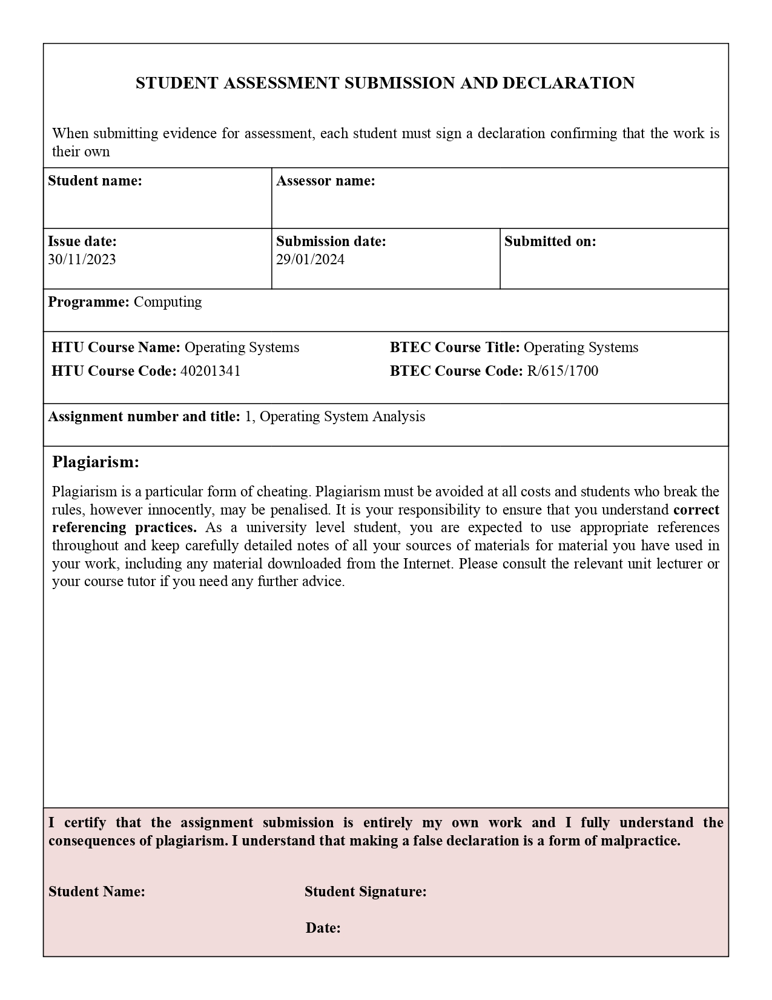 STUDENT ASSESSMENT SUBMISSION AND DECLARATION
When submitting evidence for assessment, each student must sign a declaration confirming that the work is
their own
Student name:
Assessor name:
Issue date:
30/11/2023
Submission date:
29/01/2024
Submitted on:
Programme: Computing
HTU Course Name: Operating Systems
BTEC Course Title: Operating Systems
HTU Course Code: 40201341
BTEC Course Code: R/615/1700
Assignment number and title: 1, Operating System Analysis
Plagiarism:
Plagiarism is a particular form of cheating. Plagiarism must be avoided at all costs and students who break the
rules, however innocently, may be penalised. It is your responsibility to ensure that you understand correct
referencing practices. As a university level student, you are expected to use appropriate references
throughout and keep carefully detailed notes of all your sources of materials for material you have used in
your work, including any material downloaded from the Internet. Please consult the relevant unit lecturer or
your course tutor if you need any further advice.
I certify that the assignment submission is entirely my own work and I fully understand the
consequences of plagiarism. I understand that making a false declaration is a form of malpractice.
Student Name:
Student Signature:
Date: